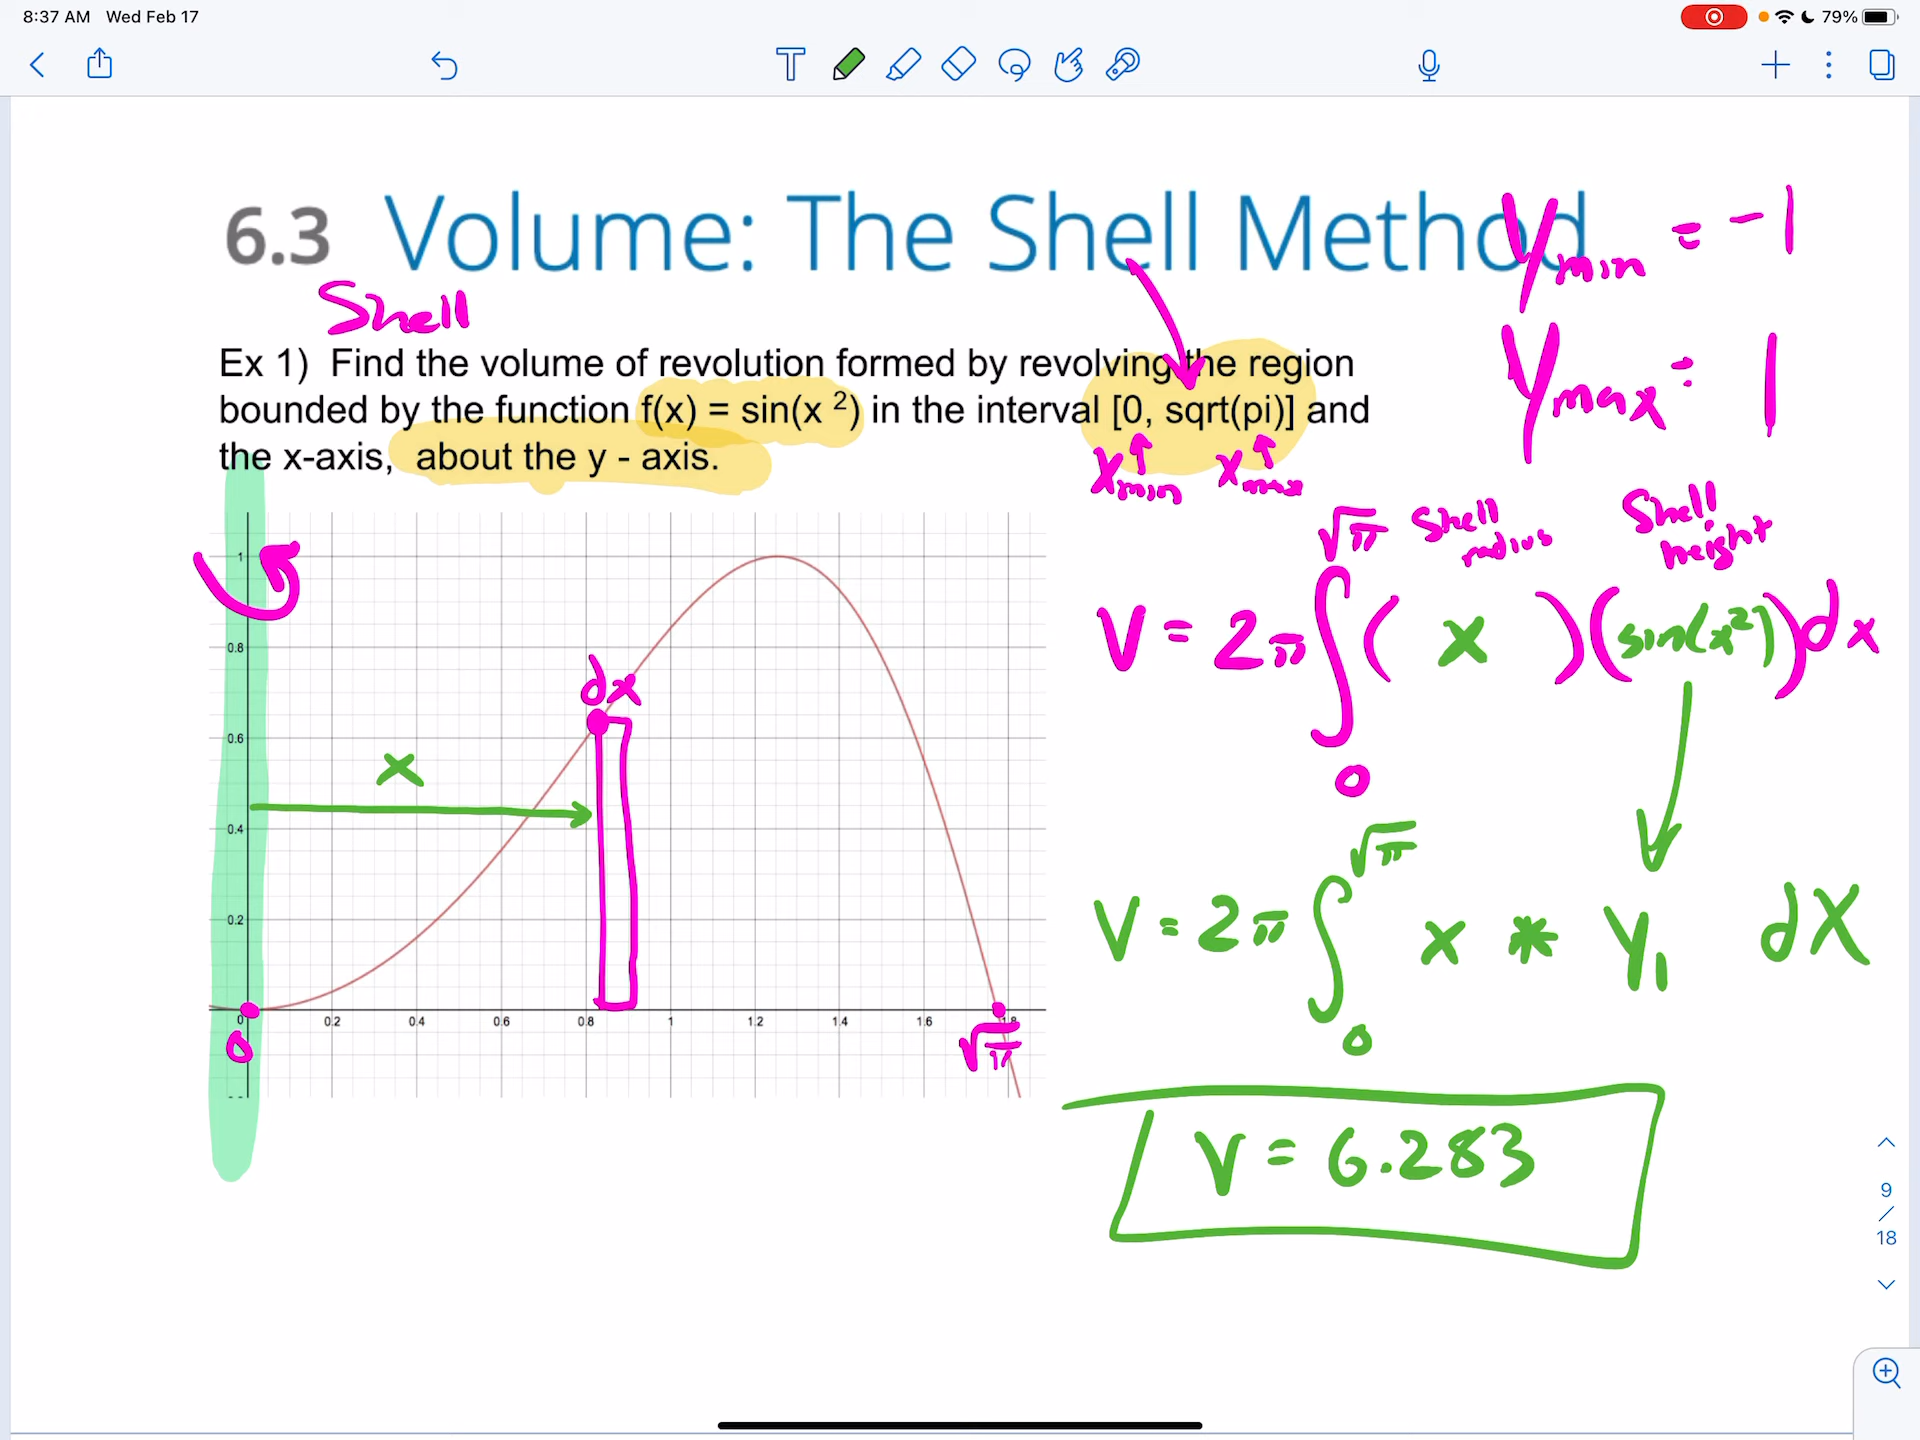 8:37 AM Wed Feb 17
79%
6.3 Volume: The Shell Method
Ymin = -1
Shell
Ymax = 1
Ex 1) Find the volume of revolution formed by revolving the region
bounded by the function f(x) = sin(x ²) in the interval [0, sqrt(pi)] and
the x-axis, about the y - axis.
Xmin Xmax
√π Shell radius Shell height
V = 2π ∫ ( x )(sin(x²))dx
0
1
0.8
0.6
0.4
0.2
dx
x
0 0.2 0.4 0.6 0.8 1 1.2 1.4 1.6 1.8
0 √π
√π
V = 2π ∫ x * Y₁ dX
0
V = 6.283
9
/
18